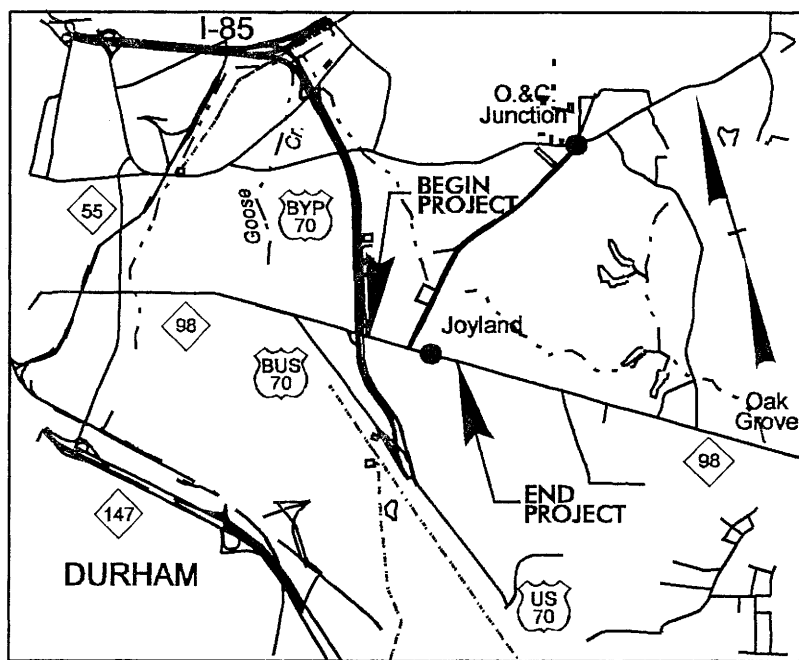 I-85
O.&C.
Junction
Cr.
BEGIN
PROJECT
55
Goose
BYP
70
Joyland
98
BUS
70
Oak
Grove
98
END
PROJECT
147
DURHAM
US
70